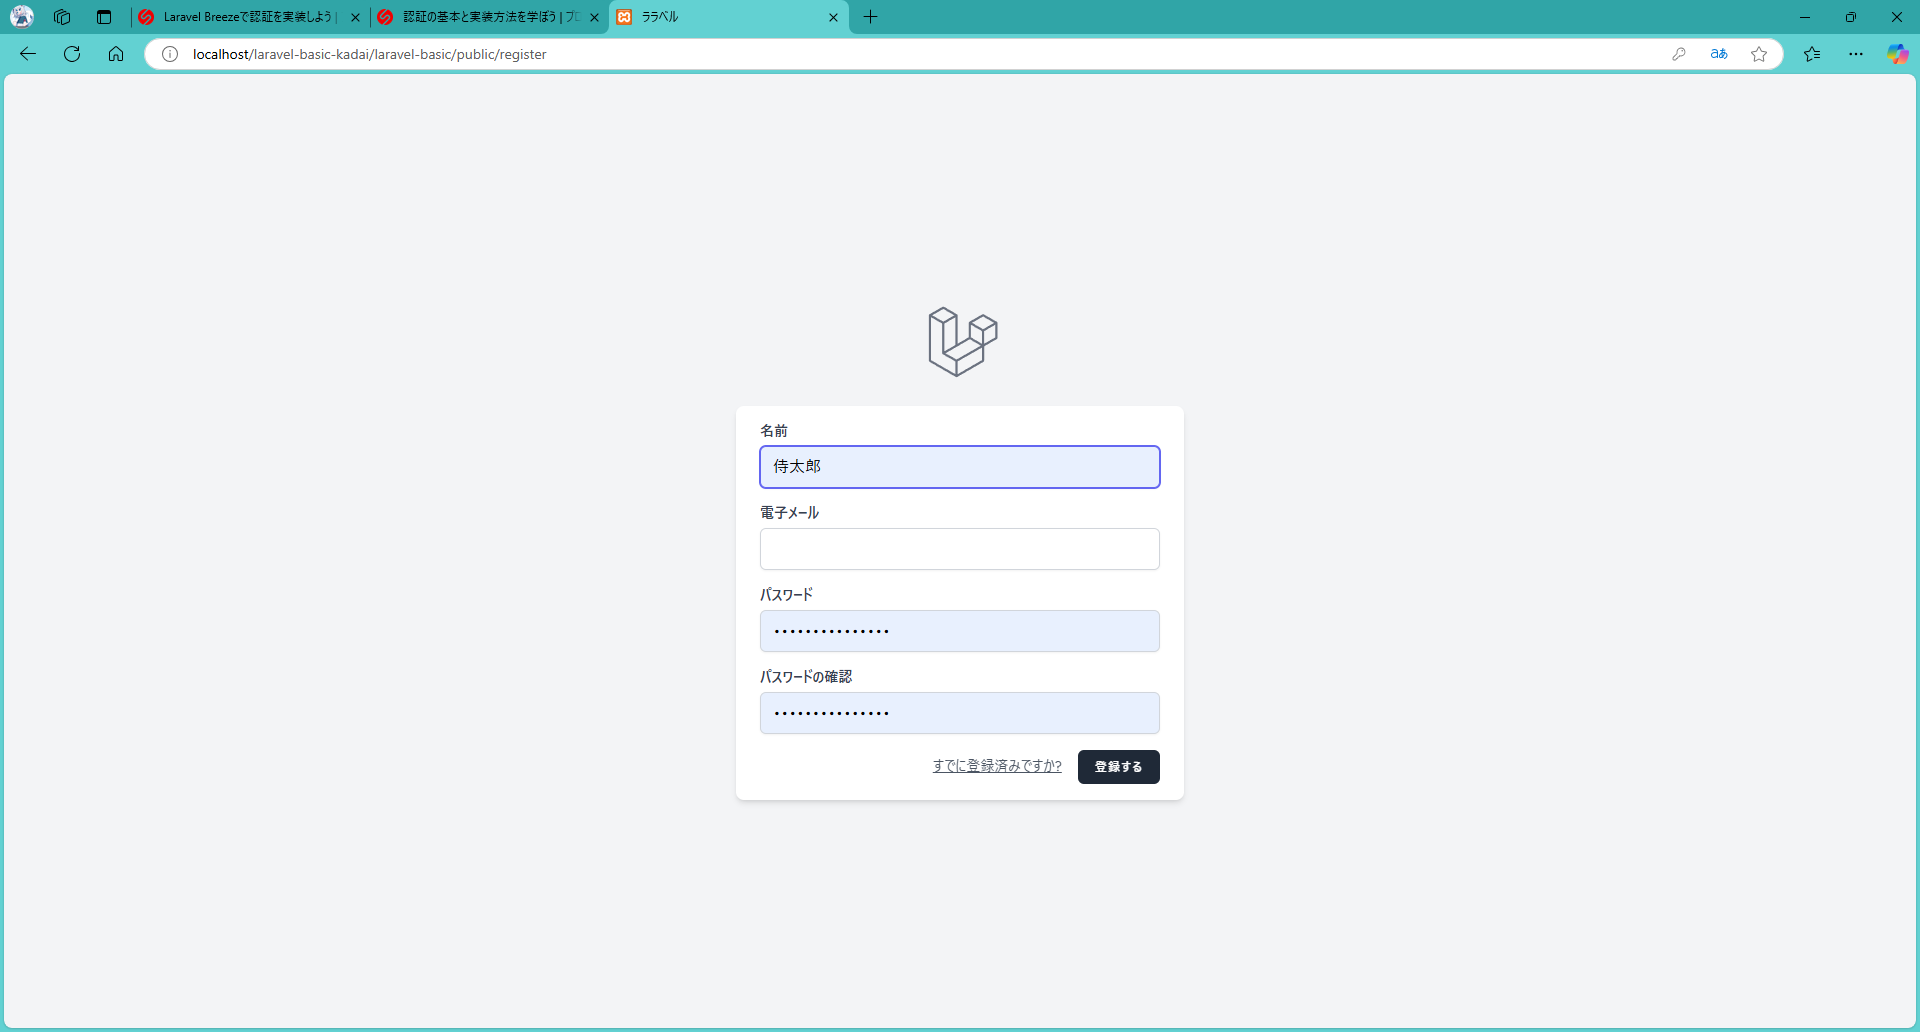 Laravel Breezeで認証を実装しよう |
認証の基本と実装方法を学ぼう | プロ
ララベル
localhost/laravel-basic-kadai/laravel-basic/public/register
aあ
名前
侍太郎
電子メール
パスワード
•••••••••••••••
パスワードの確認
•••••••••••••••
すでに登録済みですか?
登録する